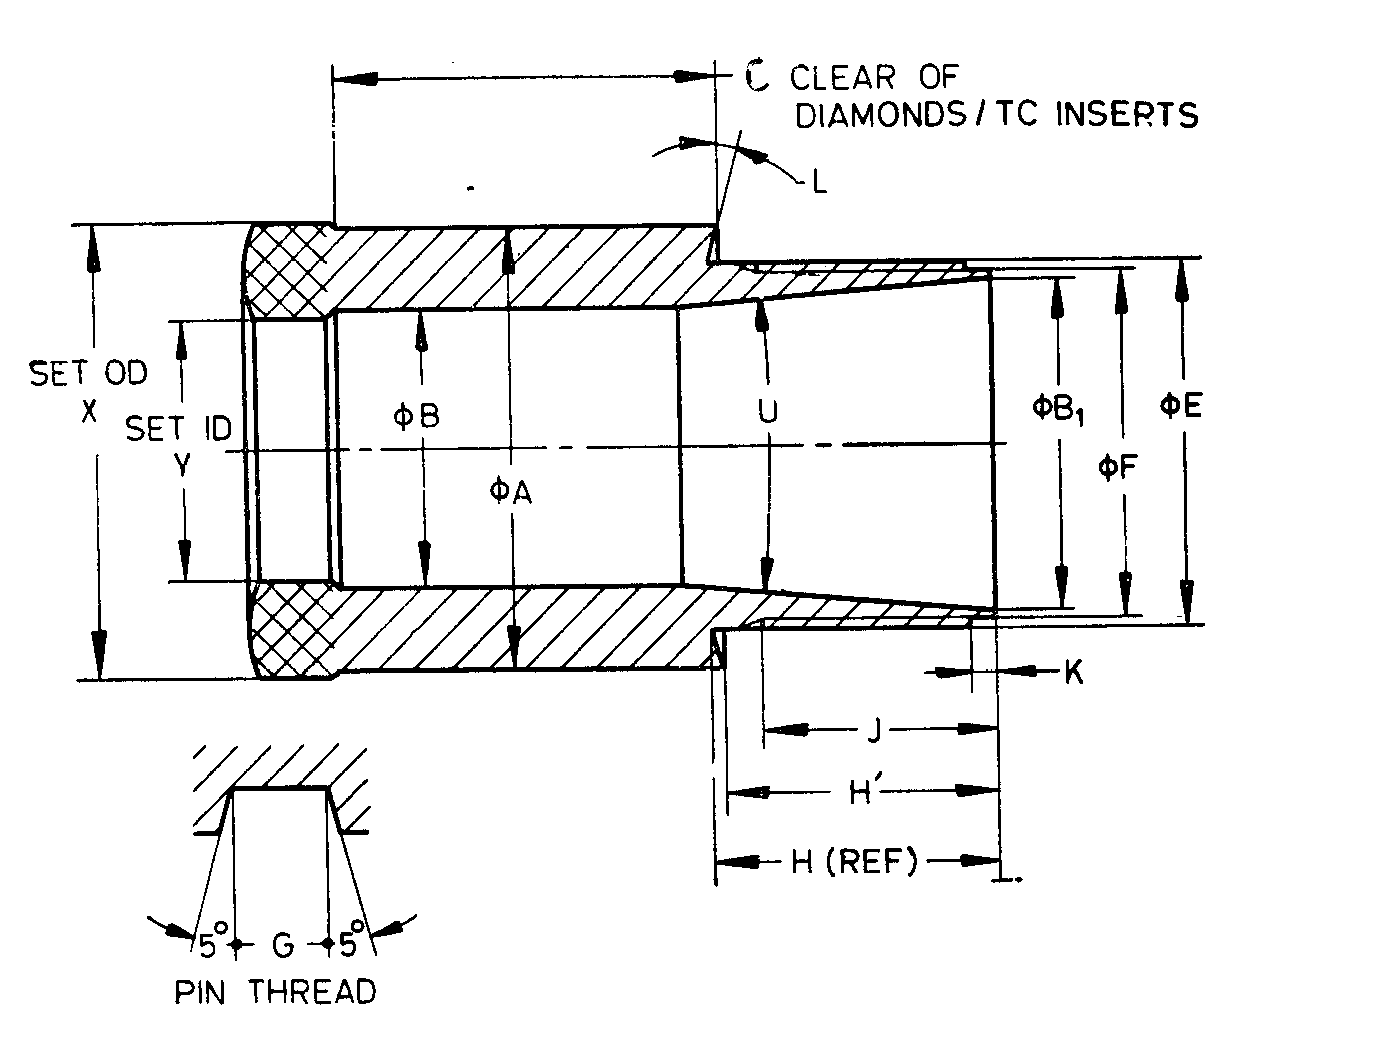 C CLEAR OF
DIAMONDS / TC INSERTS
L
SET OD
X
SET ID
Y
ΦB
ΦA
U
ΦB₁
ΦF
ΦE
K
J
H′
H (REF)
5° G 5°
PIN THREAD